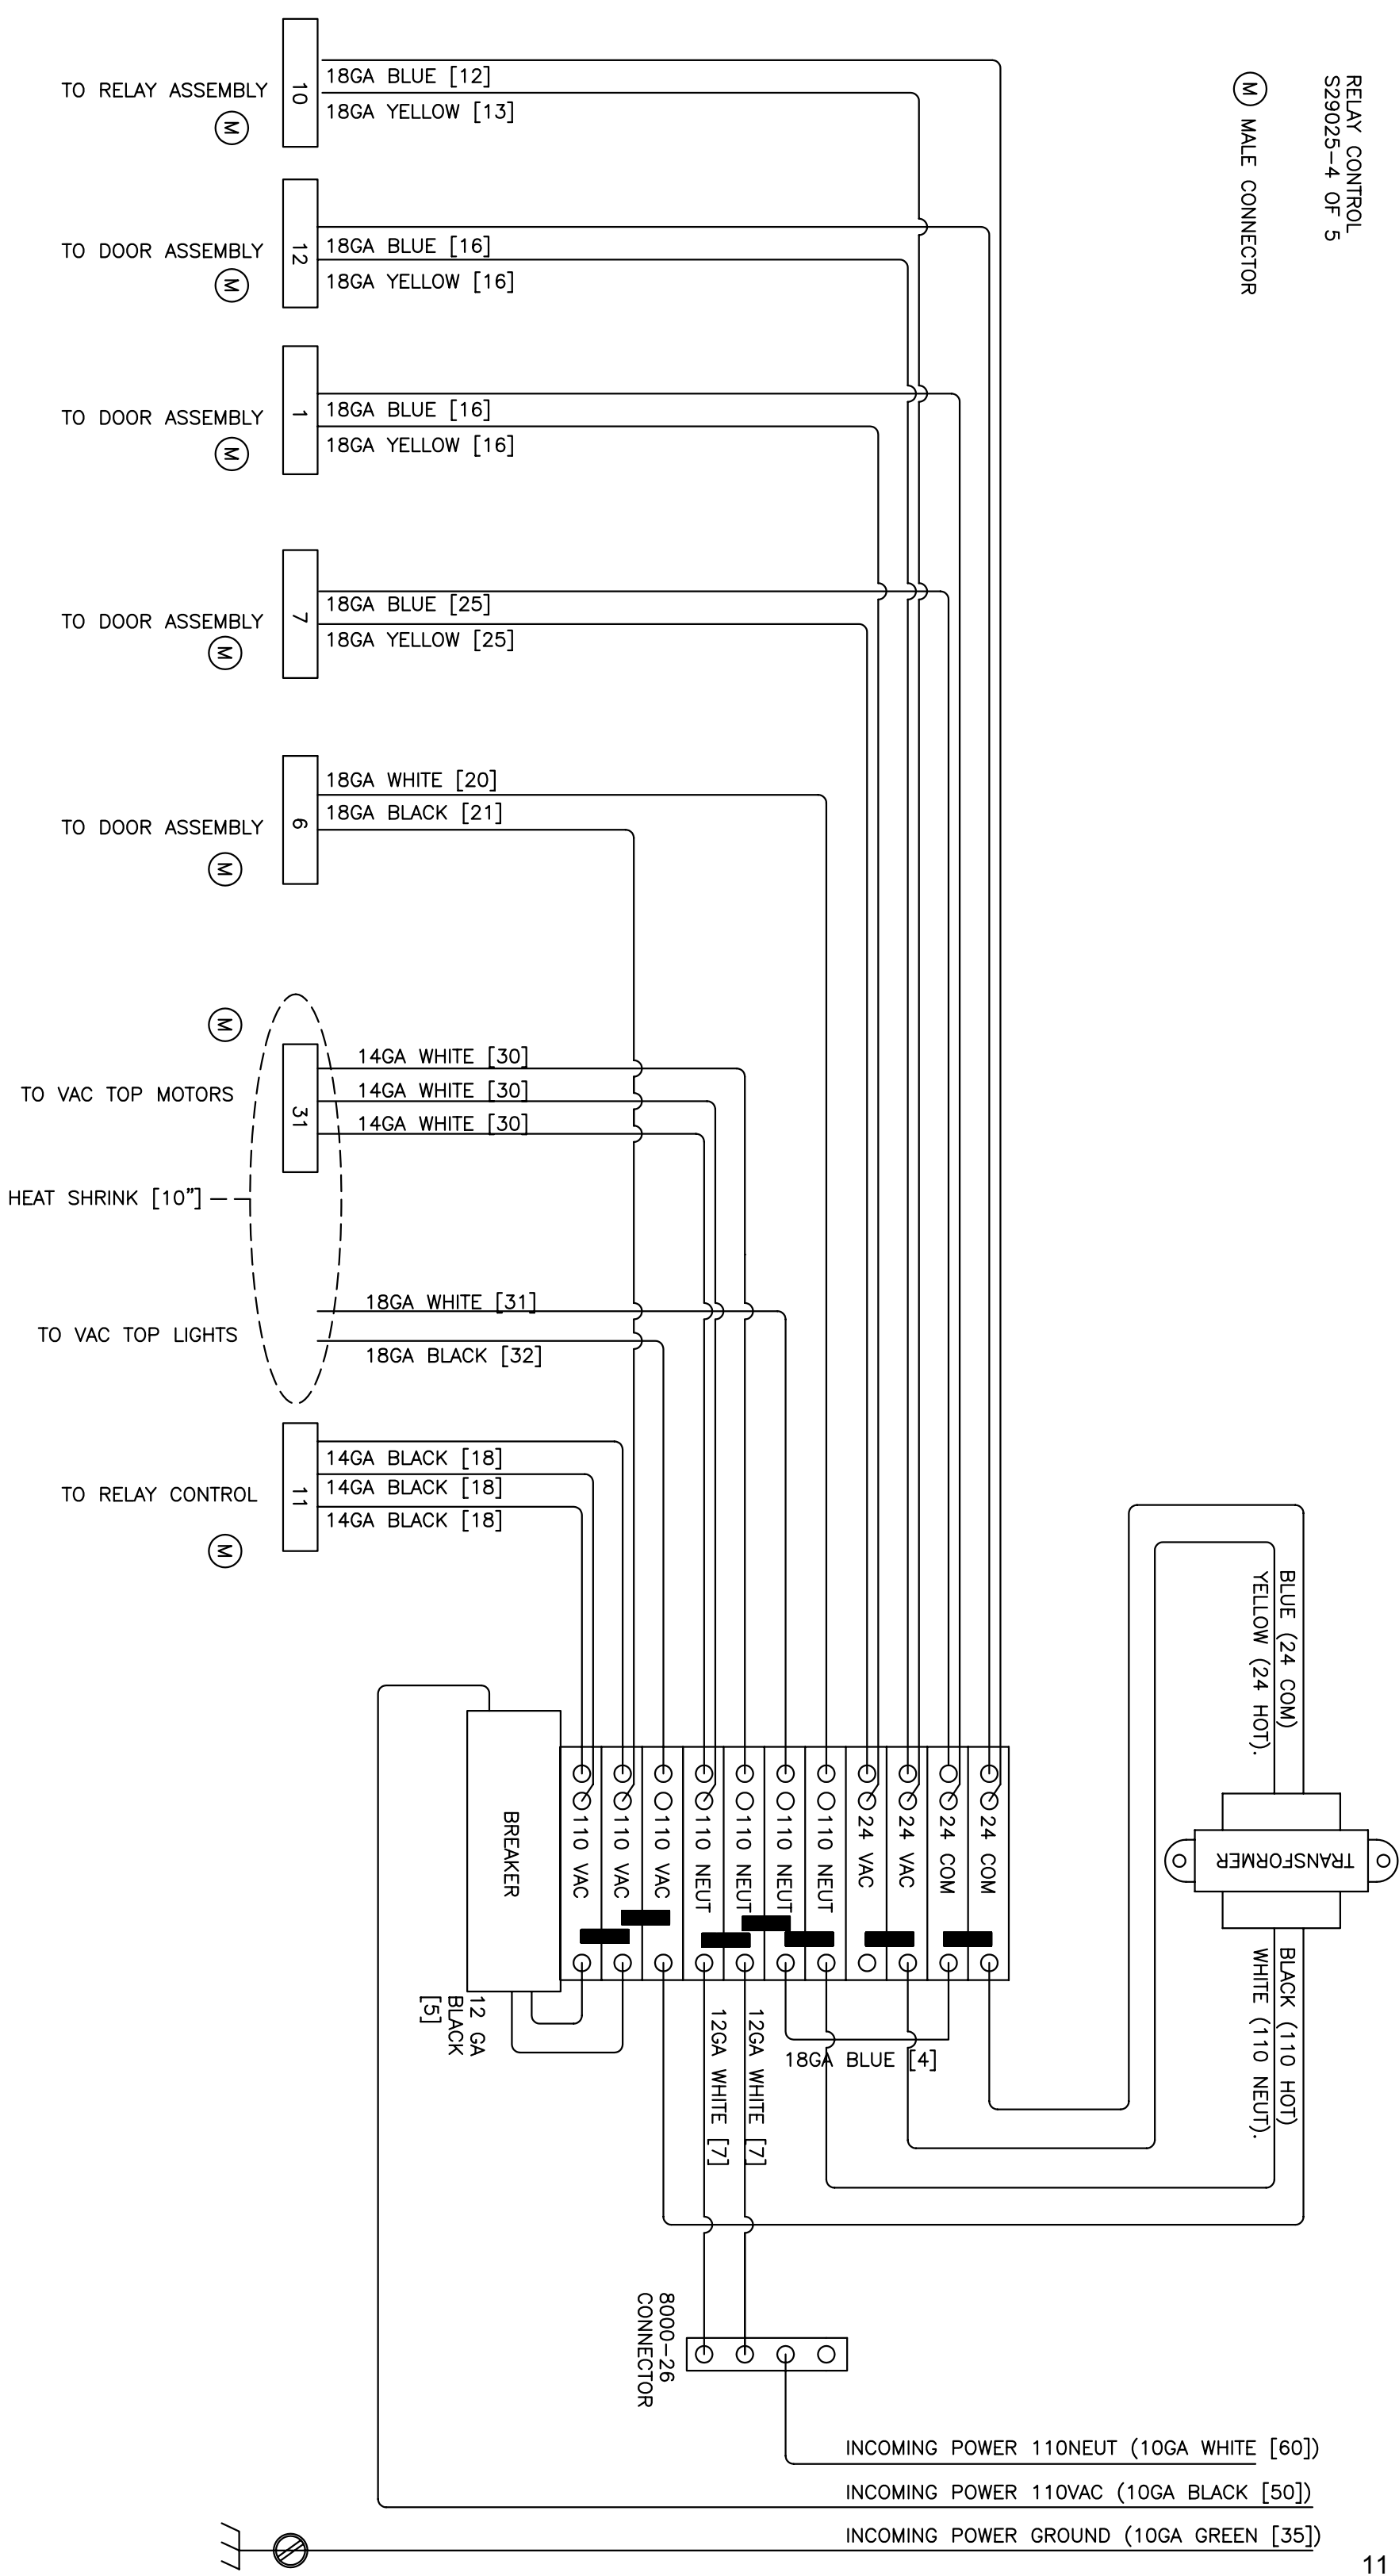 RELAY CONTROL
S29025-4 OF 5
M MALE CONNECTOR
10
18GA BLUE [12]
TO RELAY ASSEMBLY
M
18GA YELLOW [13]
12
18GA BLUE [16]
TO DOOR ASSEMBLY
M
18GA YELLOW [16]
1
18GA BLUE [16]
TO DOOR ASSEMBLY
M
18GA YELLOW [16]
7
18GA BLUE [25]
TO DOOR ASSEMBLY
M
18GA YELLOW [25]
6
18GA WHITE [20]
18GA BLACK [21]
TO DOOR ASSEMBLY
M
M
14GA WHITE [30]
TO VAC TOP MOTORS
31
14GA WHITE [30]
14GA WHITE [30]
HEAT SHRINK [10"]
18GA WHITE [31]
TO VAC TOP LIGHTS
18GA BLACK [32]
11
14GA BLACK [18]
TO RELAY CONTROL
14GA BLACK [18]
14GA BLACK [18]
M
BLUE (24 COM)
YELLOW (24 HOT).
TRANSFORMER
BLACK (110 HOT)
WHITE (110 NEUT).
24 COM
24 COM
24 VAC
24 VAC
110 NEUT
110 NEUT
110 NEUT
110 NEUT
110 VAC
110 VAC
110 VAC
BREAKER
12 GA
BLACK
[5]
18GA BLUE [4]
12GA WHITE [7]
12GA WHITE [7]
8000-26
CONNECTOR
INCOMING POWER 110NEUT (10GA WHITE [60])
INCOMING POWER 110VAC (10GA BLACK [50])
INCOMING POWER GROUND (10GA GREEN [35])
11